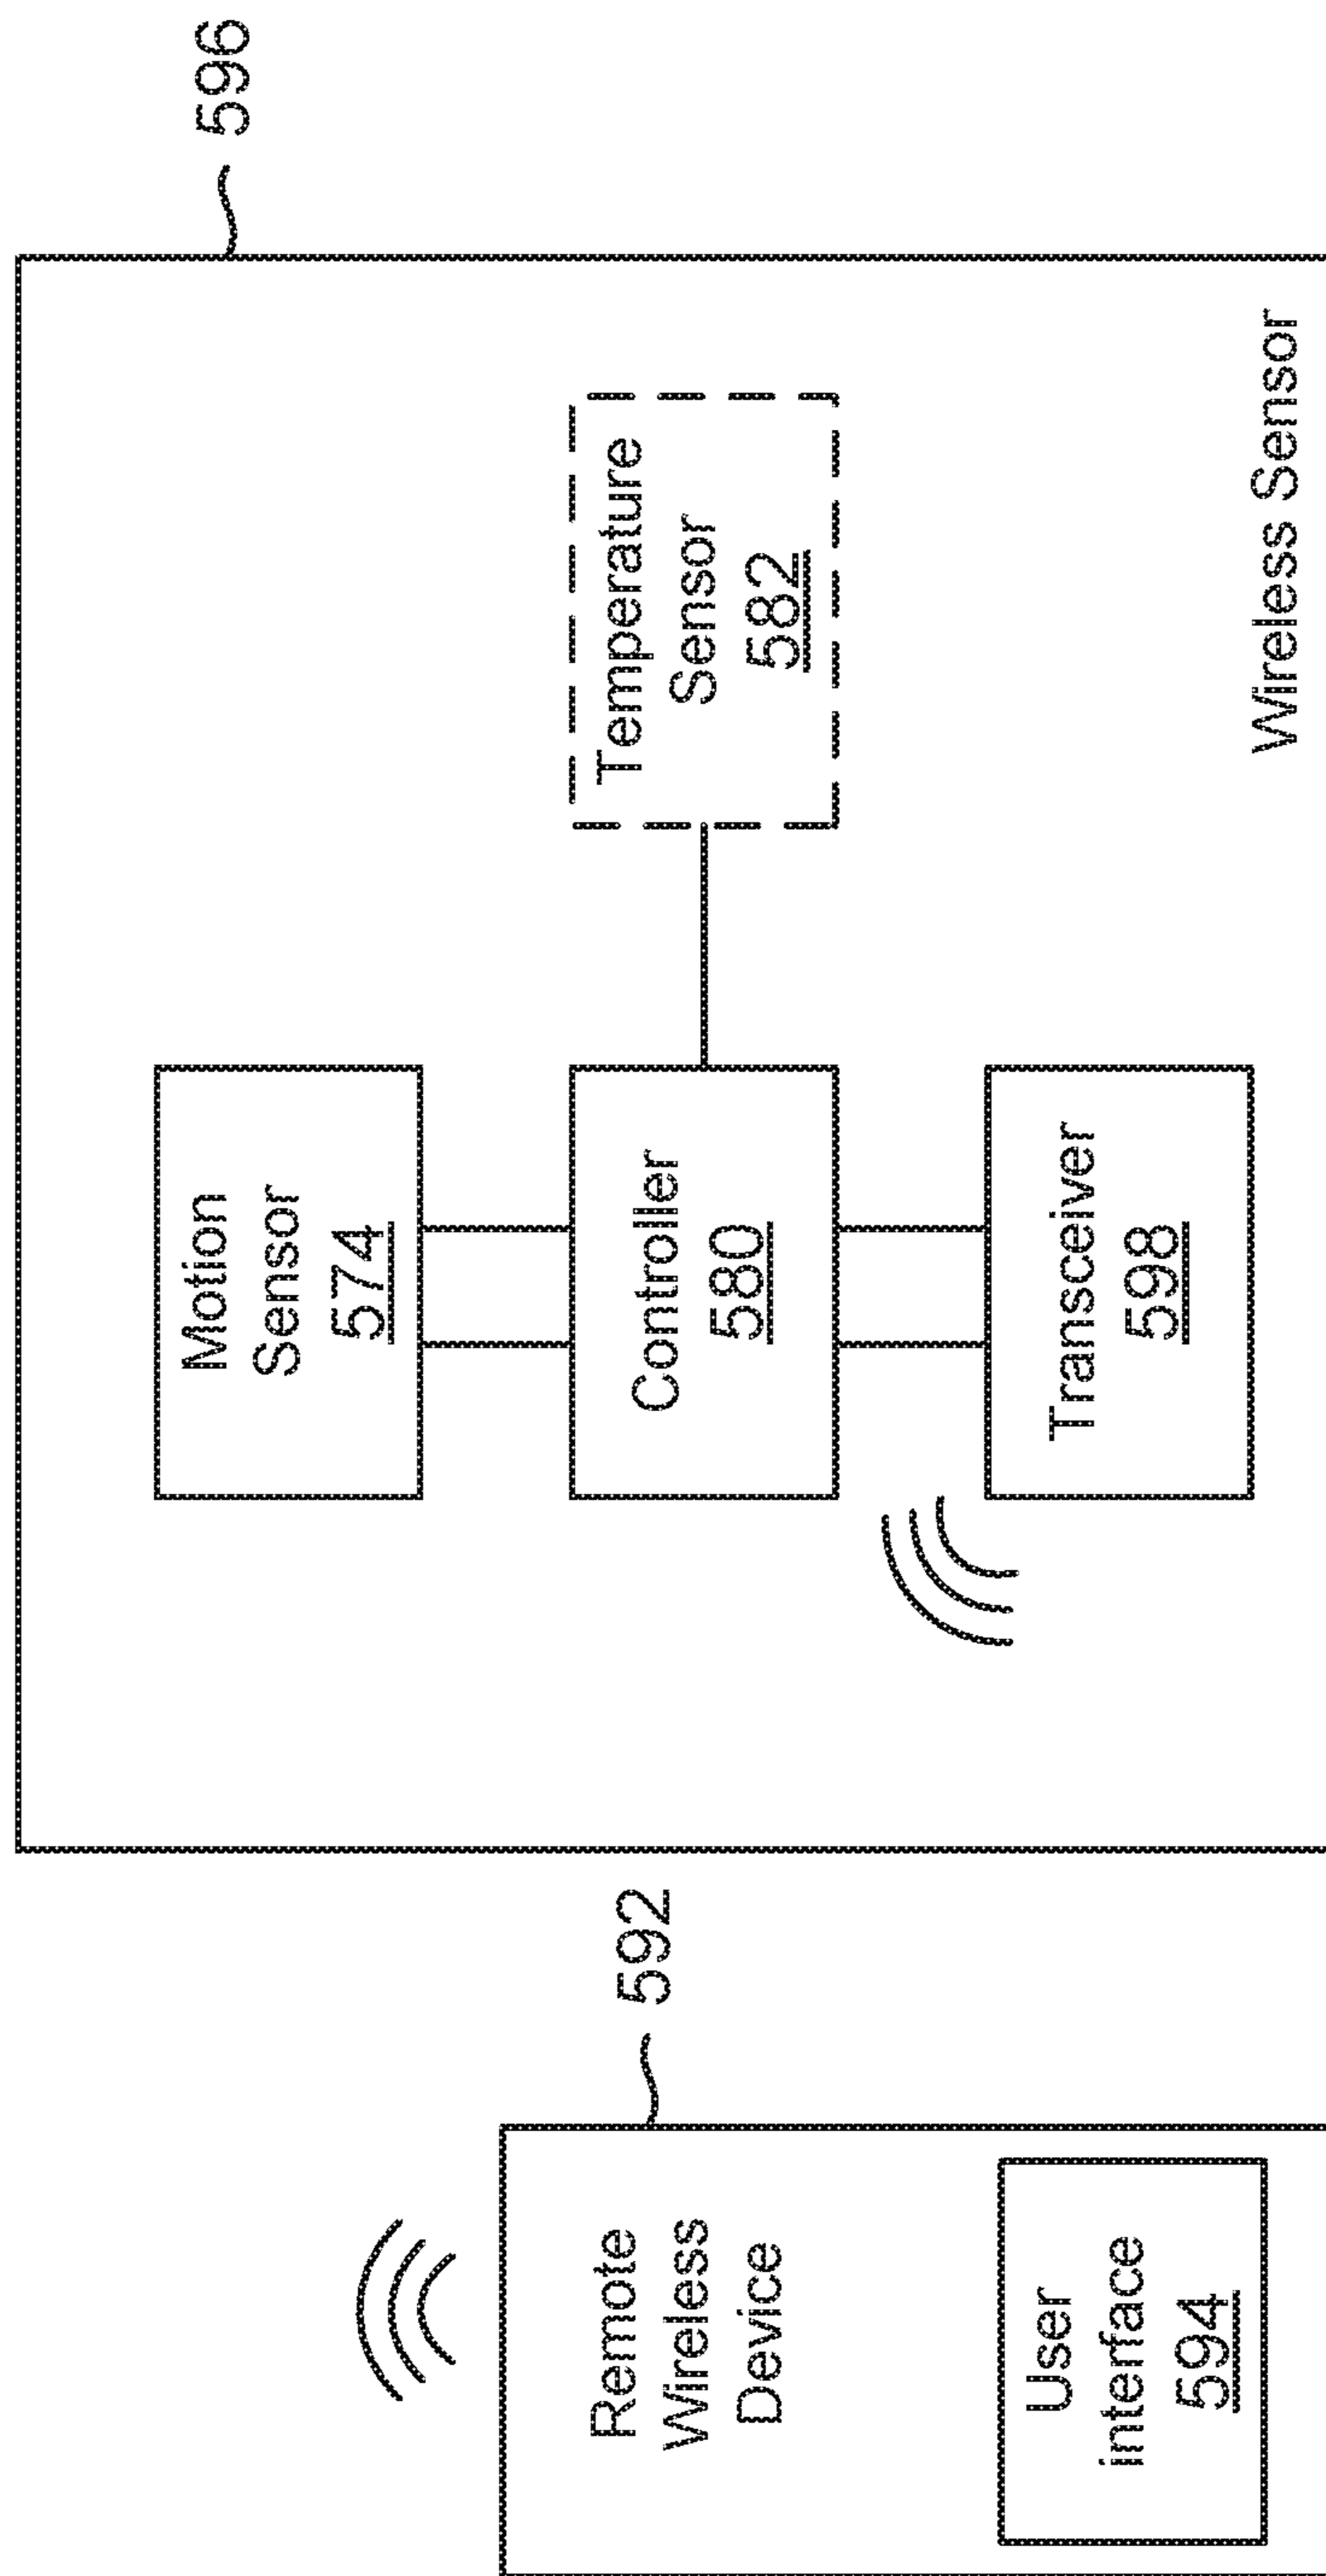 596
Motion
Sensor
574
Controller
580
Temperature
Sensor
582
Transceiver
598
Wireless Sensor
592
Remote
Wireless
Device
User
interface
594